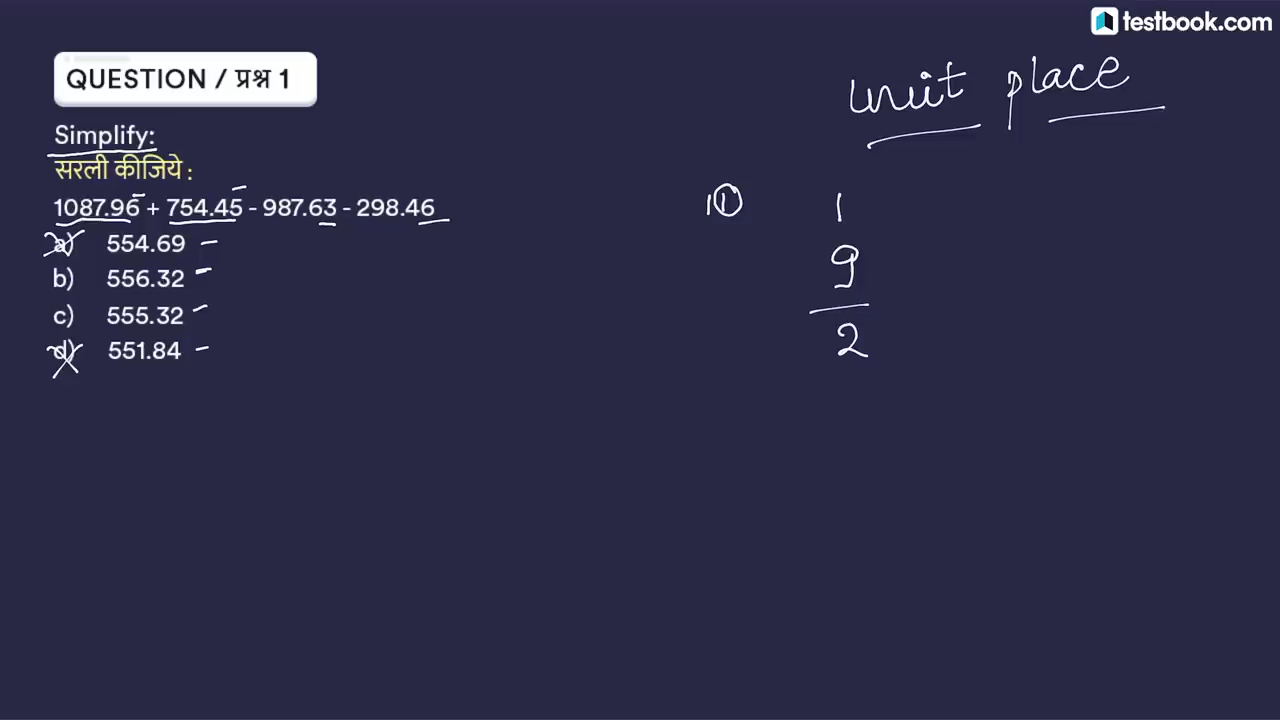 testbook.com
QUESTION / प्रश्न 1
unit place
Simplify:
सरली कीजिये :
1087.96 + 754.45 - 987.63 - 298.46
a) 554.69
b) 556.32
c) 555.32
d) 551.84
11
1
9
2